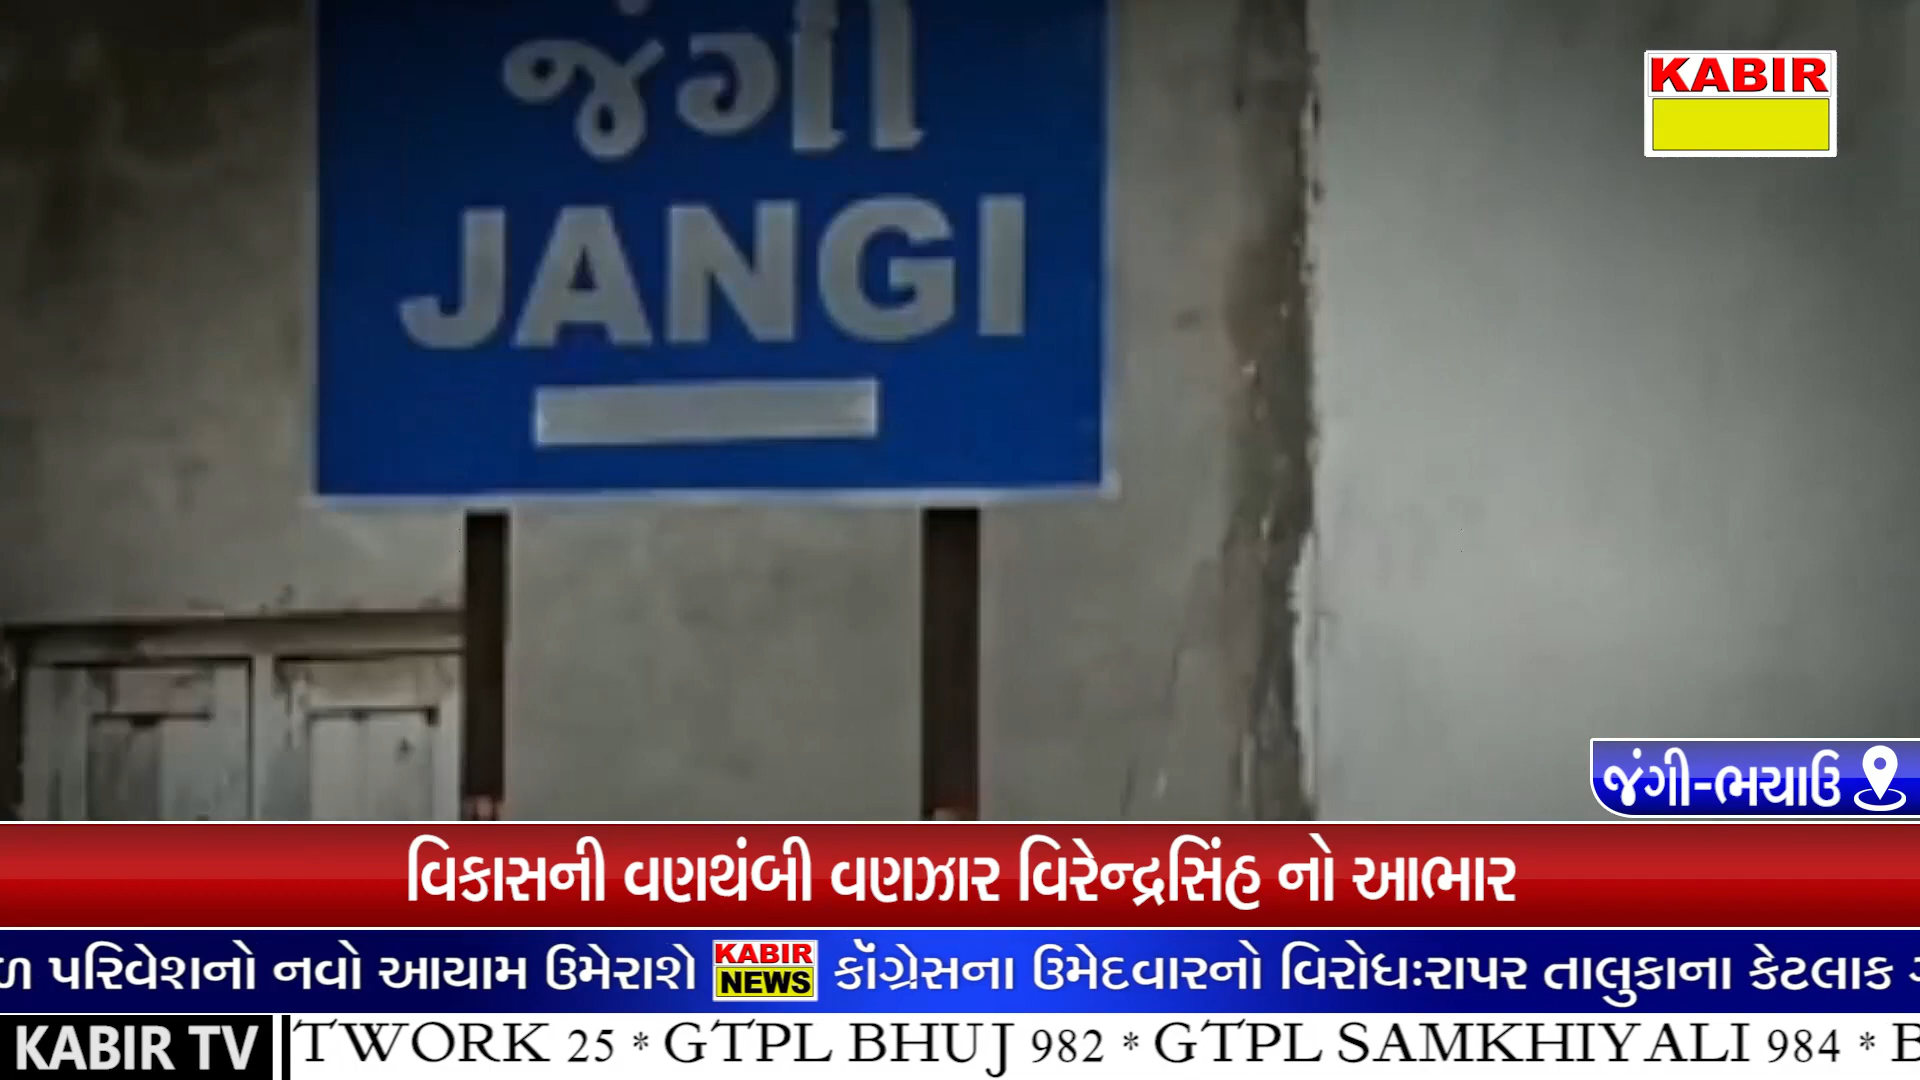 જંગી
KABIR
JANGI
જંગી-ભચાઉ
વિકાસની વણથંબી વણઝાર વિરેન્દ્રસિંહ નો આભાર
પરિવેશનો નવો આયામ ઉમેરાશે KABIR NEWS કૉંગ્રેસના ઉમેદવારનો વિરોધઃરાપર તાલુકાના કેટલાક
KABIR TV TWORK 25 * GTPL BHUJ 982 * GTPL SAMKHIYALI 984 *